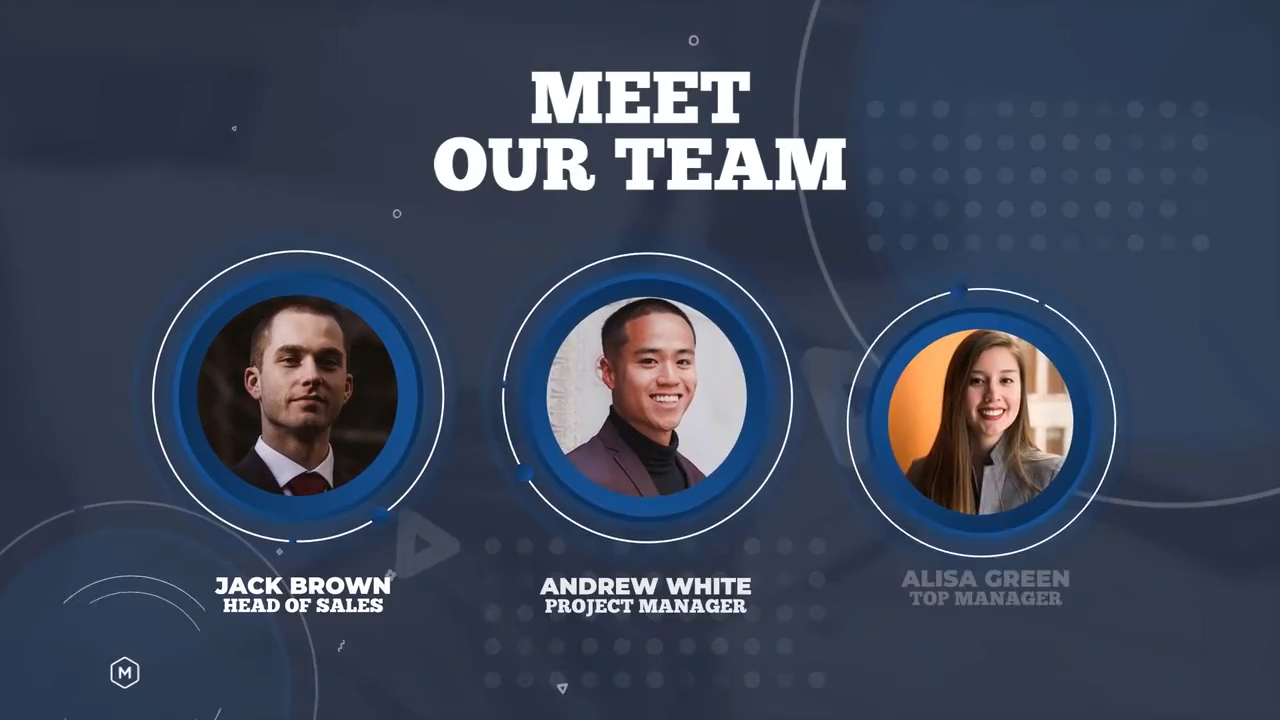 MEET
OUR TEAM
JACK BROWN
HEAD OF SALES
ANDREW WHITE
PROJECT MANAGER
ALISA GREEN
TOP MANAGER
M